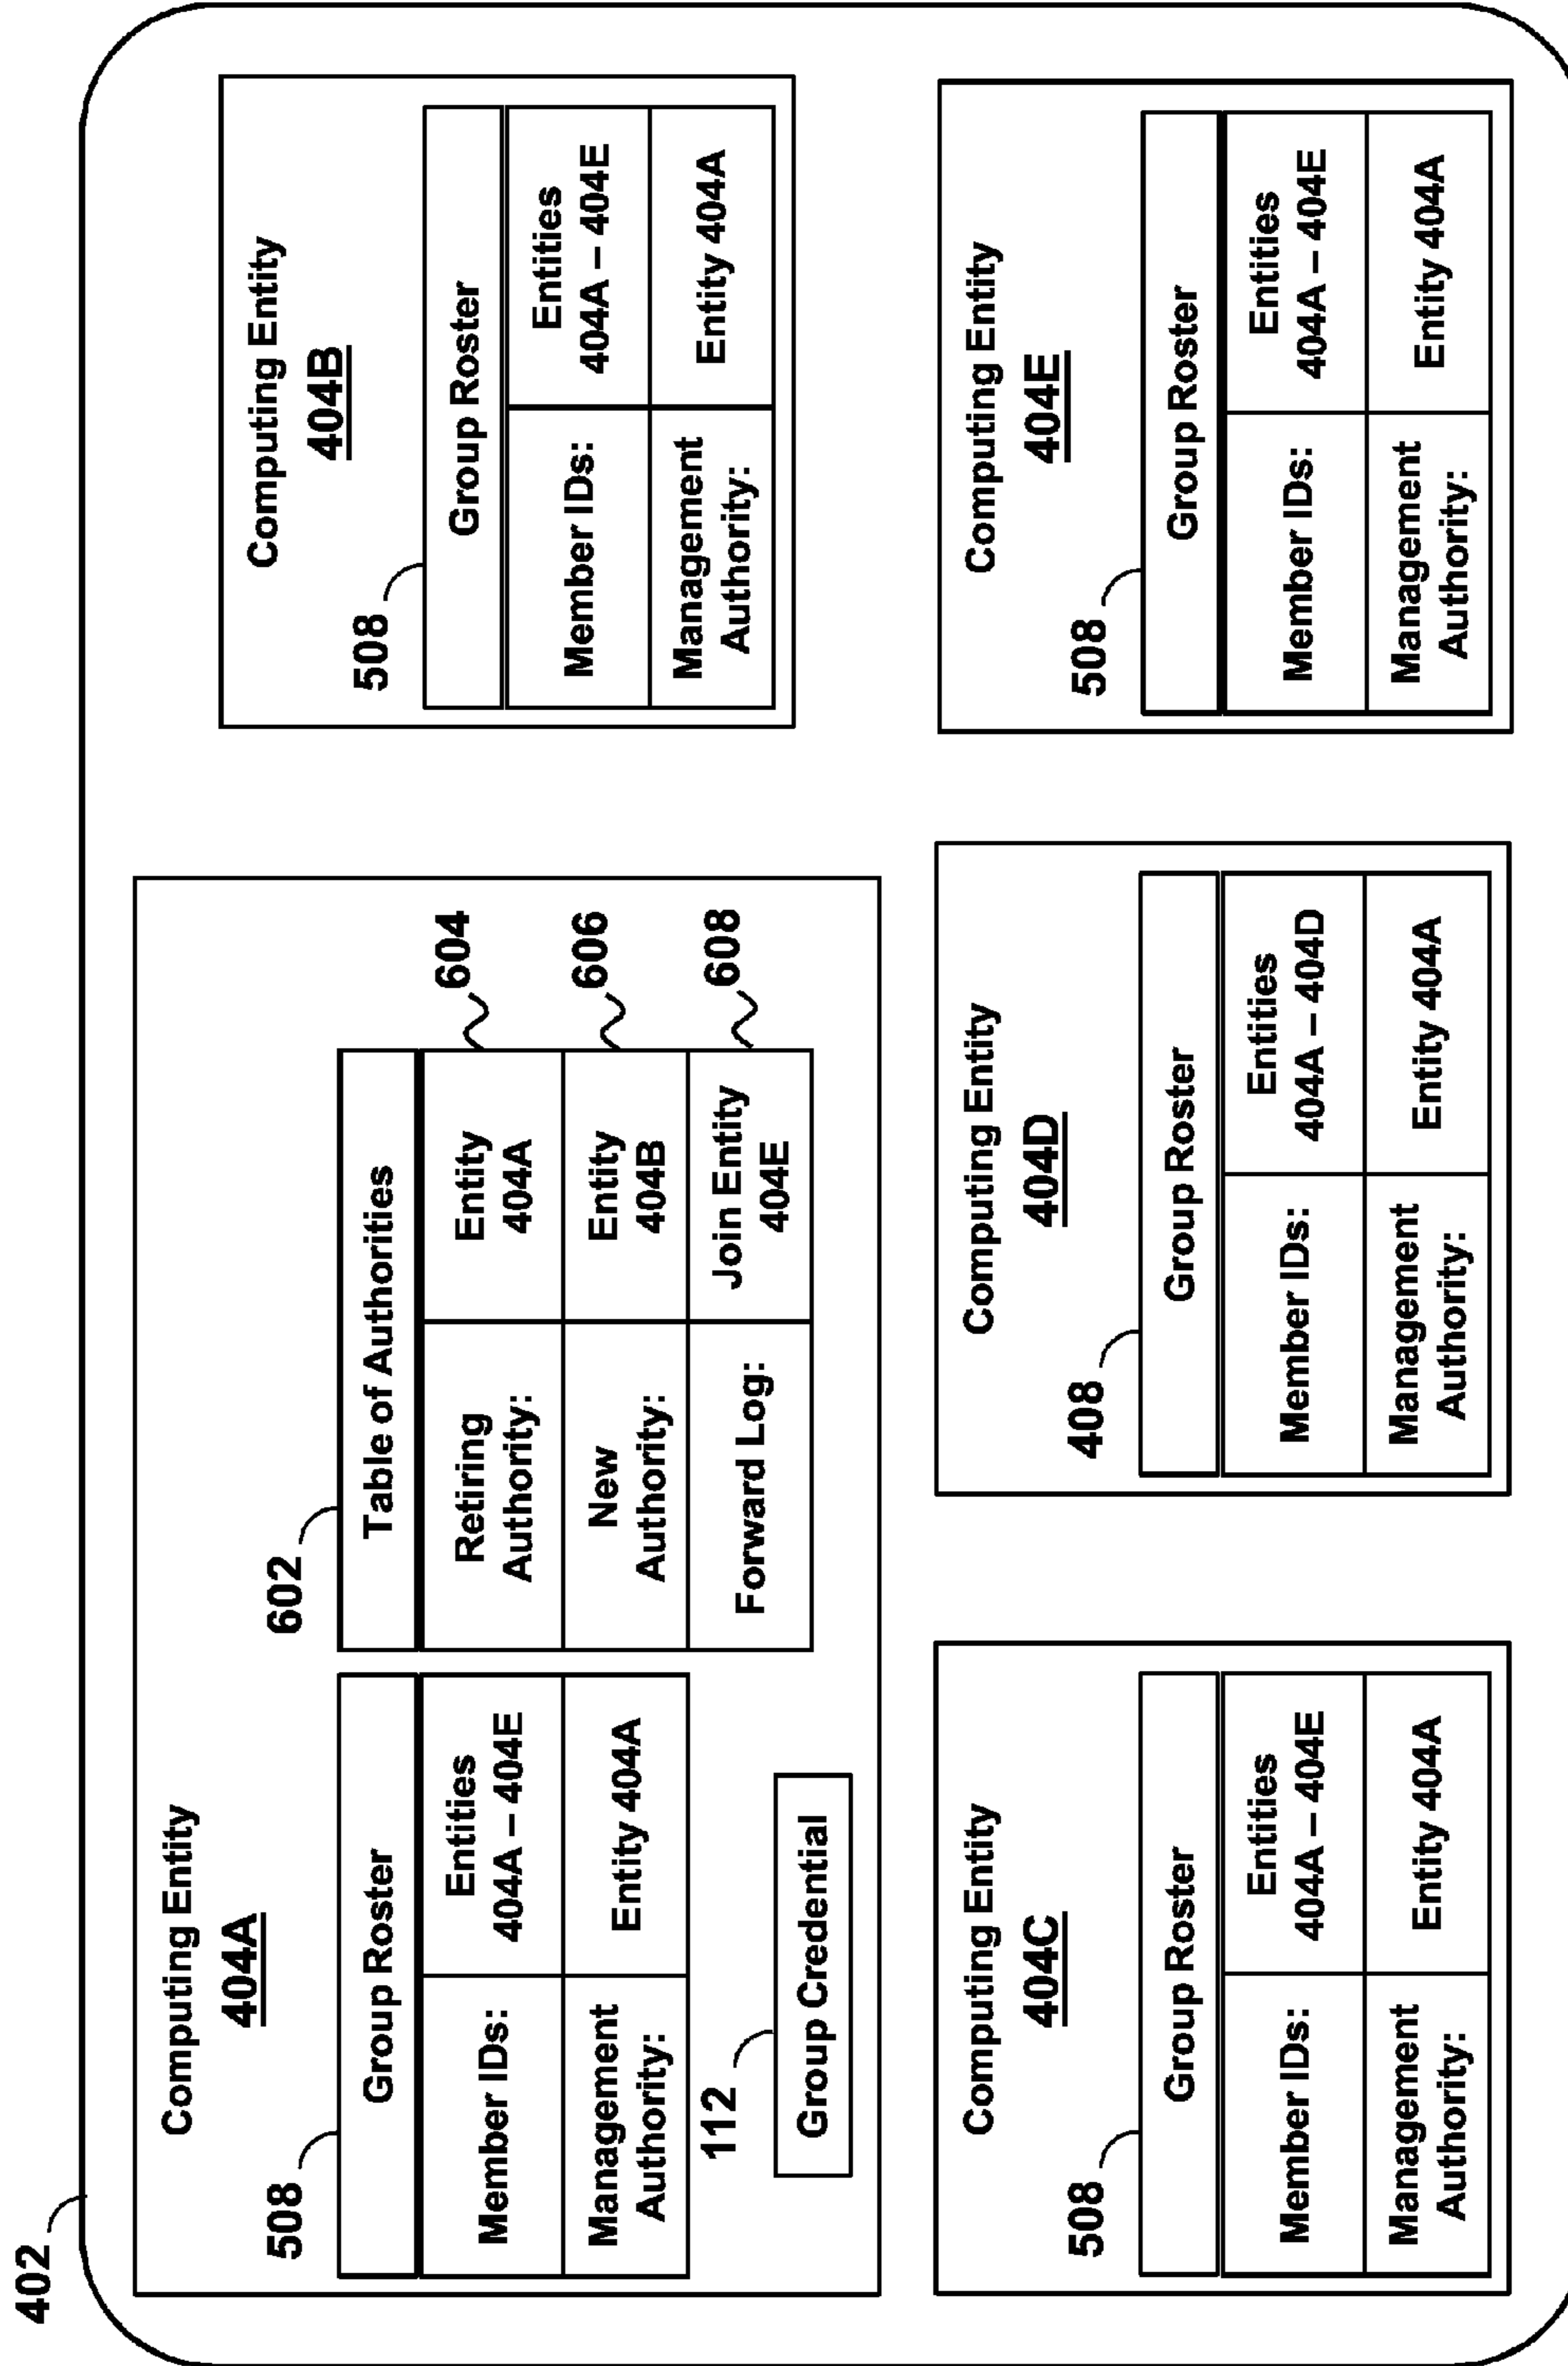 402
Computing Entity
404A
508
Group Roster
Member IDs:
Entities
404A – 404E
Management
Authority:
Entity 404A
112
Group Credential
602
Table of Authorities
Retiring
Authority:
Entity
404A
604
New
Authority:
Entity
404B
606
Forward Log:
Join Entity
404E
608
Computing Entity
404B
508
Group Roster
Member IDs:
Entities
404A – 404E
Management
Authority:
Entity 404A
Computing Entity
404C
508
Group Roster
Member IDs:
Entities
404A – 404E
Management
Authority:
Entity 404A
Computing Entity
404D
408
Group Roster
Member IDs:
Entities
404A – 404D
Management
Authority:
Entity 404A
Computing Entity
404E
508
Group Roster
Member IDs:
Entities
404A – 404E
Management
Authority:
Entity 404A